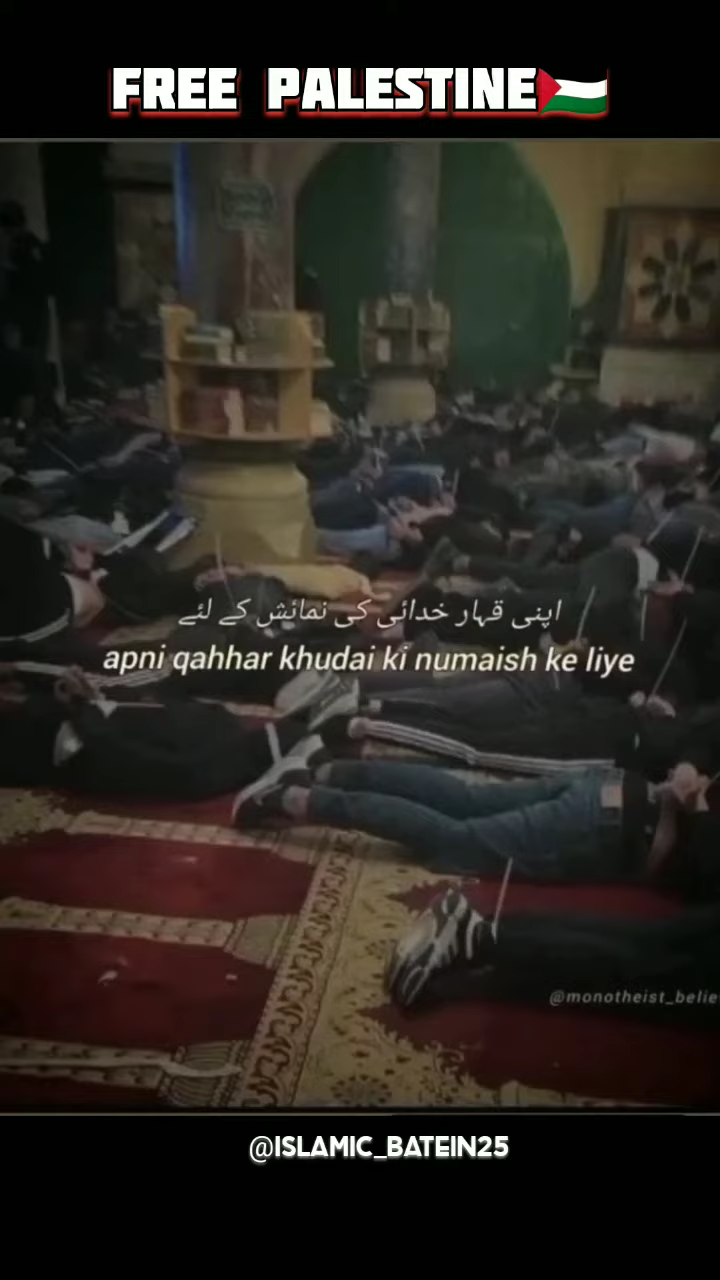 FREE PALESTINE🇵🇸
اپنی قہار خدائی کی نمائش کے لئے
apni qahhar khudai ki numaish ke liye
@monotheist_belie
@ISLAMIC_BATEIN25